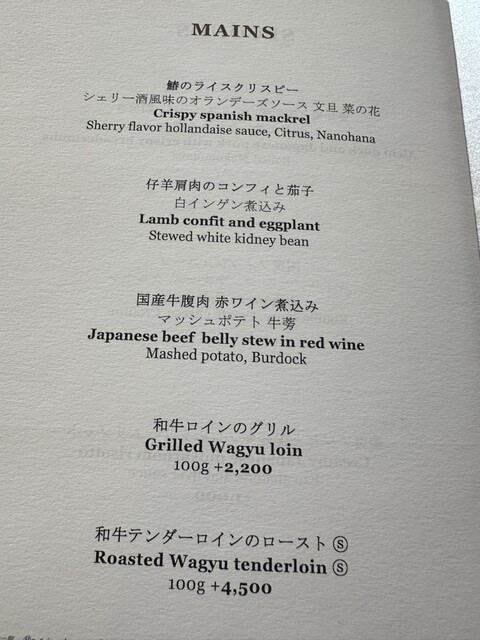 MAINS
鰆のライスクリスピー
シェリー酒風味のオランデーズソース 文旦 菜の花
Crispy spanish mackrel
Sherry flavor hollandaise sauce, Citrus, Nanohana
仔羊肩肉のコンフィと茄子
白インゲン煮込み
Lamb confit and eggplant
Stewed white kidney bean
国産牛腹肉 赤ワイン煮込み
マッシュポテト 牛蒡
Japanese beef belly stew in red wine
Mashed potato, Burdock
和牛ロインのグリル
Grilled Wagyu loin
100g +2,200
和牛テンダーロインのロースト Ⓢ
Roasted Wagyu tenderloin Ⓢ
100g +4,500